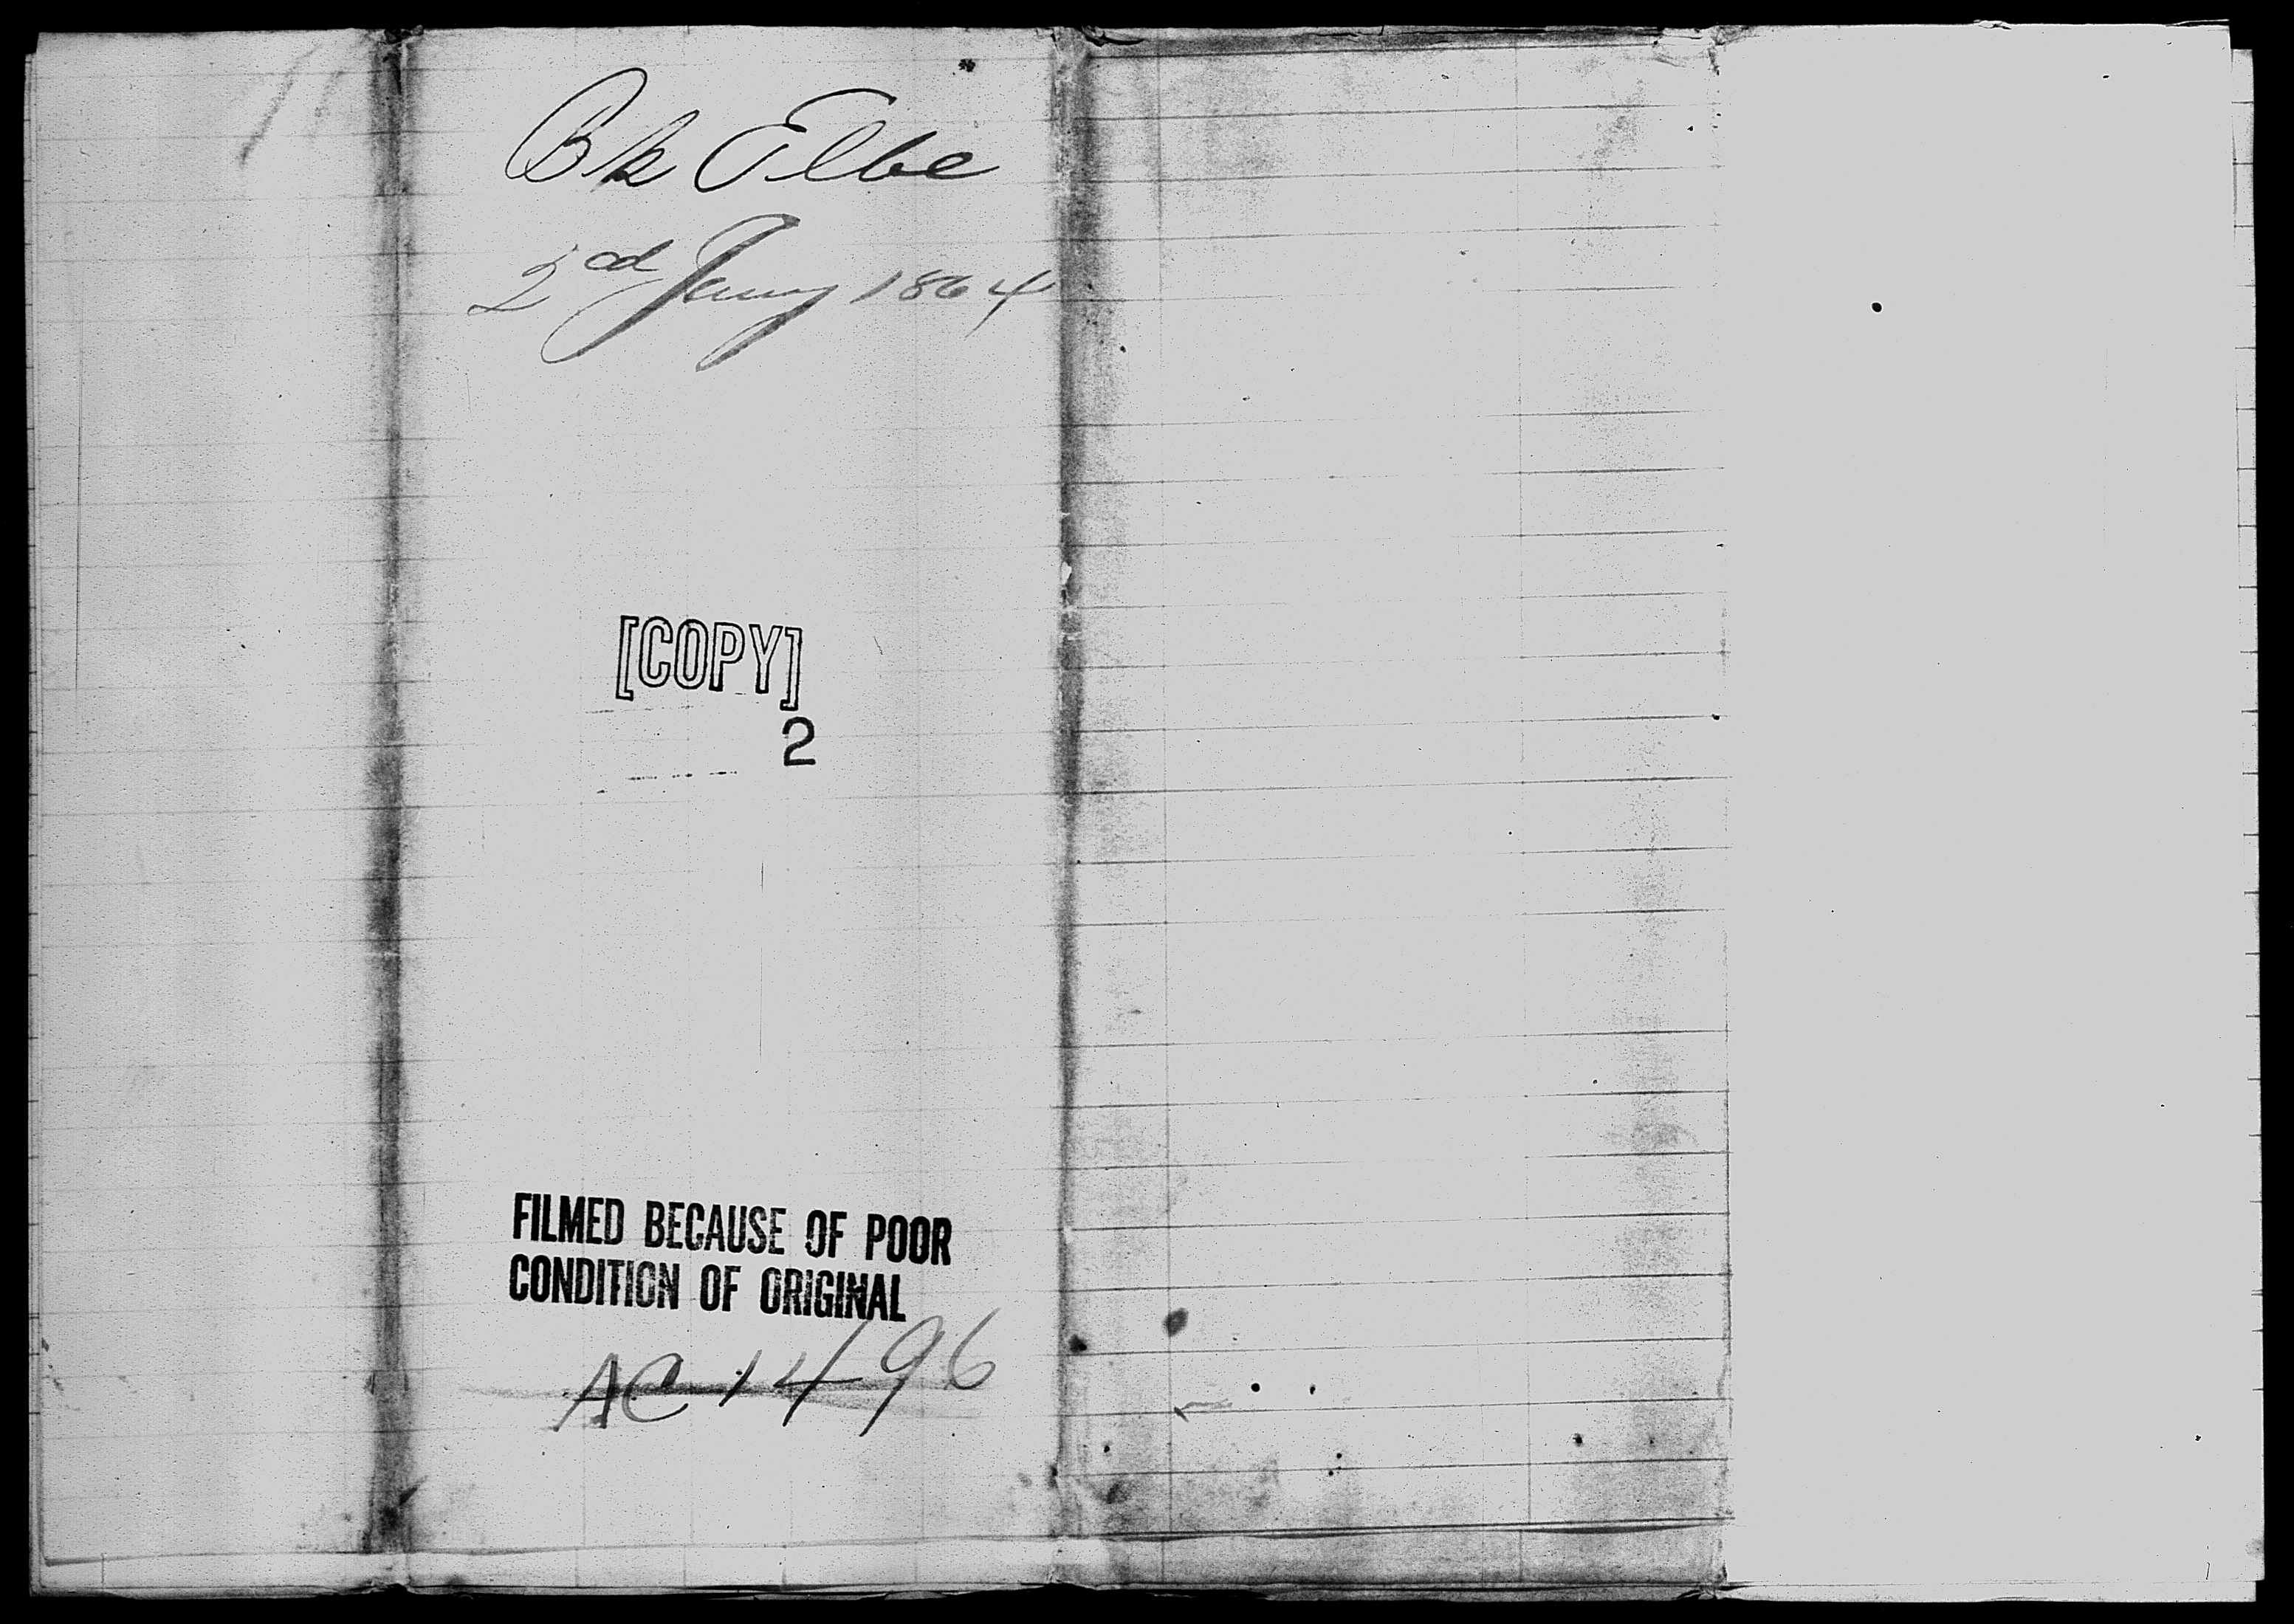 Bk Elbe
2nd Jany 1864
[COPY]
2
FILMED BECAUSE OF POOR
CONDITION OF ORIGINAL
AC 1496